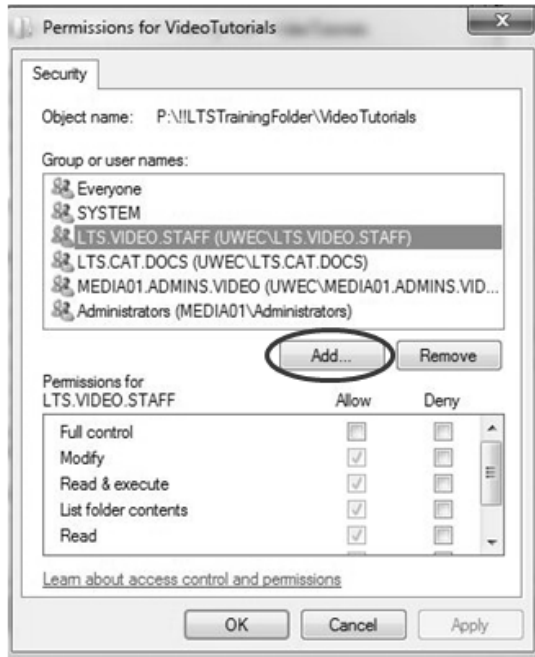 Permissions for VideoTutorials
Security
Object name: P:\!!LTSTrainingFolder\VideoTutorials
Group or user names:
Everyone
SYSTEM
LTS.VIDEO.STAFF (UWEC\LTS.VIDEO.STAFF)
LTS.CAT.DOCS (UWEC\LTS.CAT.DOCS)
MEDIA01.ADMINS.VIDEO (UWEC\MEDIA01.ADMINS.VID...
Administrators (MEDIA01\Administrators)
Add... Remove
Permissions for
LTS.VIDEO.STAFF Allow Deny
Full control
Modify
Read & execute
List folder contents
Read
Learn about access control and permissions
OK Cancel Apply